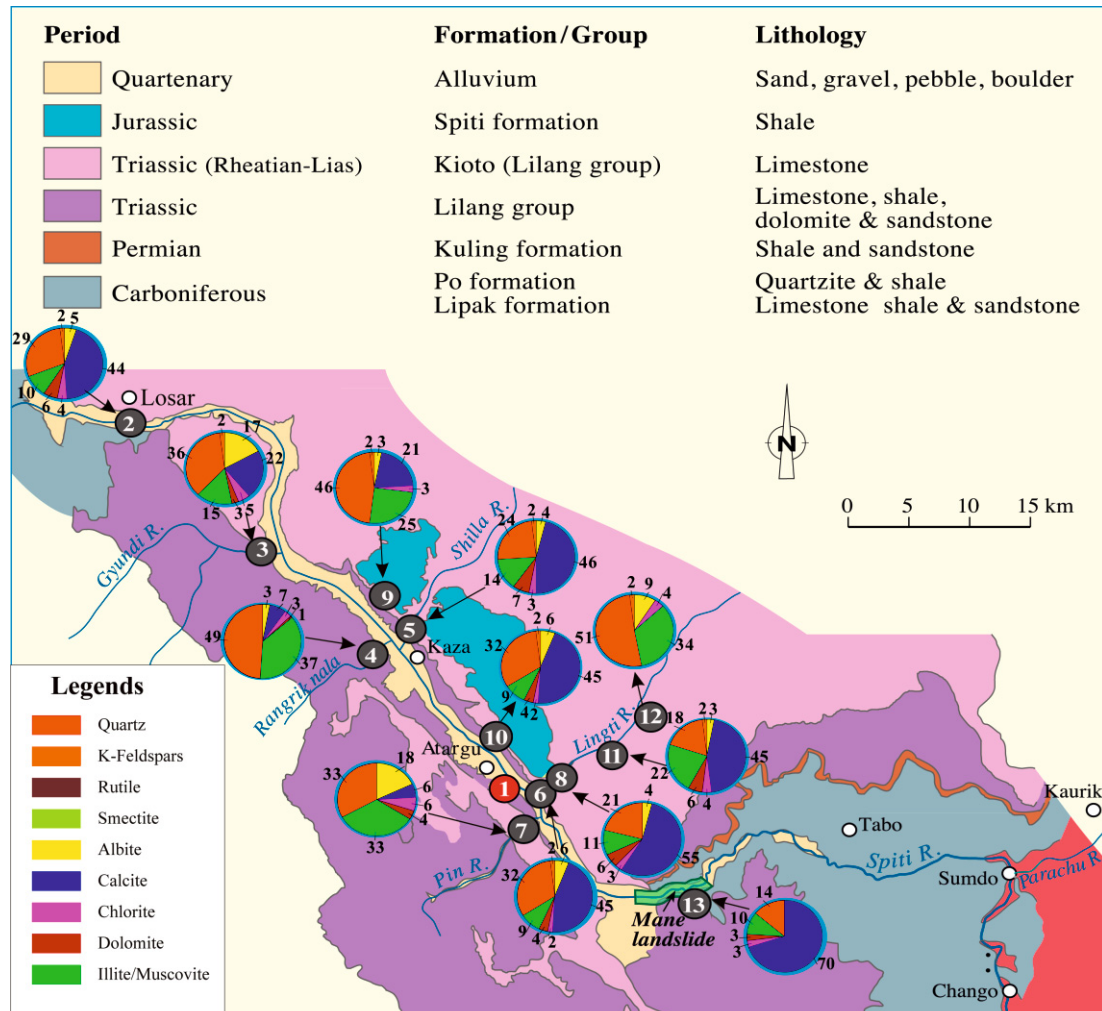 Period Formation/Group Lithology
Quartenary Alluvium Sand, gravel, pebble, boulder
Jurassic Spiti formation Shale
Triassic (Rheatian-Lias) Kioto (Lilang group) Limestone
Triassic Lilang group Limestone, shale,
dolomite & sandstone
Permian Kuling formation Shale and sandstone
Carboniferous Po formation Quartzite & shale
Lipak formation Limestone shale & sandstone
2 5
29
44
10
6 4
Losar
2
2 17
36
22
15
35
3
Gyundi R.
2 3
21
46
3
25
9
Shilla R.
2 4
24
46
14
7 3
5
Kaza
3 7
3
1
49
37
4
Rangrik nala
2 6
32
45
9
42
10
2 9
4
51
34
12
Lingti R.
2 3
18
45
22
6 4
11
Atargu
1
18
33
6
6
4
33
7
Pin R.
6
8
4
21
11
6
3
55
2 6
32
45
9
4 2
N
0 5 10 15 km
Kaurik
Tabo
Spiti R.
Sumdo
Parachu R
Mane
landslide
13
14
10
3
3
70
Chango
Legends
Quartz
K-Feldspars
Rutile
Smectite
Albite
Calcite
Chlorite
Dolomite
Illite/Muscovite